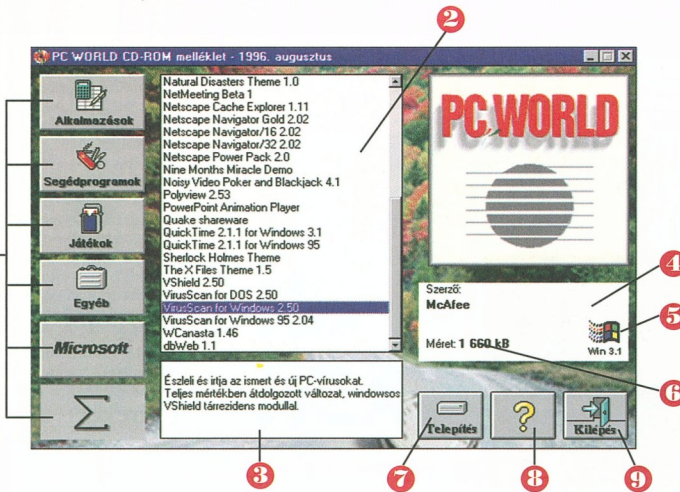 2
PC WORLD CD-ROM melléklet - 1996. augusztus
Alkalmazások
Segédprogramok
Játékok
Egyéb
Microsoft
Σ
Natural Disasters Theme 1.0
NetMeeting Beta 1
Netscape Cache Explorer 1.11
Netscape Navigator Gold 2.02
Netscape Navigator/16 2.02
Netscape Navigator/32 2.02
Netscape Power Pack 2.0
Nine Months Miracle Demo
Noisy Video Poker and Blackjack 4.1
Polyview 2.53
PowerPoint Animation Player
Quake shareware
QuickTime 2.1.1 for Windows 3.1
QuickTime 2.1.1 for Windows 95
Sherlock Holmes Theme
The X Files Theme 1.5
VShield 2.50
VirusScan for DOS 2.50
VirusScan for Windows 2.50
VirusScan for Windows 95 2.04
WCanasta 1.46
dbWeb 1.1
PC WORLD
Szerző:
McAfee
Méret: 1 660 kB
Win 3.1
4
5
6
Észleli és irtja az ismert és új PC-vírusokat.
Teljes mértékben átdolgozott változat, windowsos
VShield tárrezidens modullal.
Telepítés
?
Kilépés
3
7
8
9